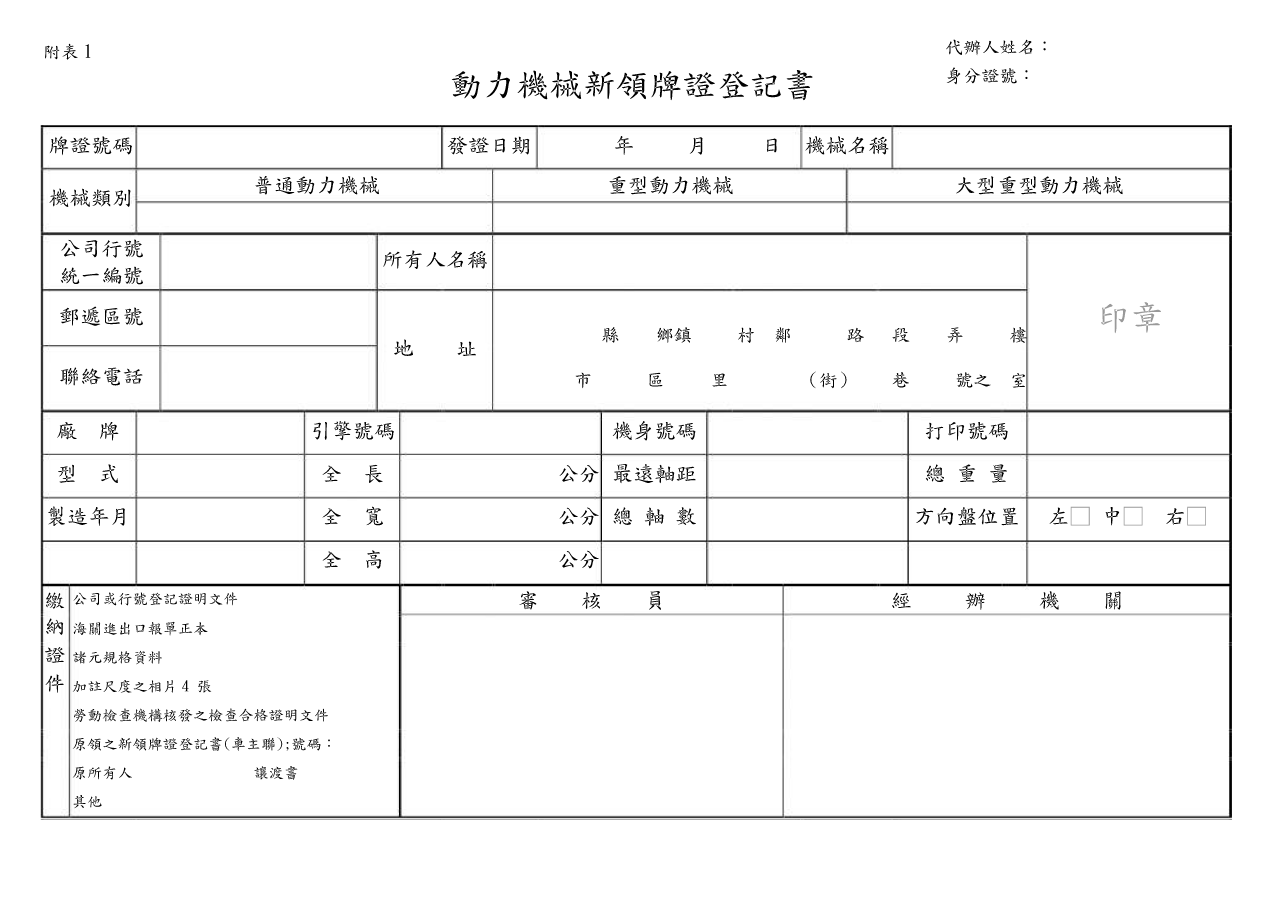 附表 1
代辦人姓名：
身分證號：
動力機械新領牌證登記書
牌證號碼 發證日期 年 月 日 機械名稱
機械類別 普通動力機械 重型動力機械 大型重型動力機械
公司行號
統一編號
所有人名稱
印章
郵遞區號
地 址
縣 鄉鎮 村 鄰 路 段 弄 樓
市 區 里 （街） 巷 號之 室
聯絡電話
廠 牌 引擎號碼 機身號碼 打印號碼
型 式 全 長 公分 最遠軸距 總 重 量
製造年月 全 寬 公分 總 軸 數 方向盤位置 左□ 中□ 右□
全 高 公分
繳納證件
公司或行號登記證明文件
海關進出口報單正本
諸元規格資料
加註尺度之相片 4 張
勞動檢查機構核發之檢查合格證明文件
原領之新領牌證登記書(車主聯);號碼：
原所有人 讓渡書
其他
審 核 員 經 辦 機 關